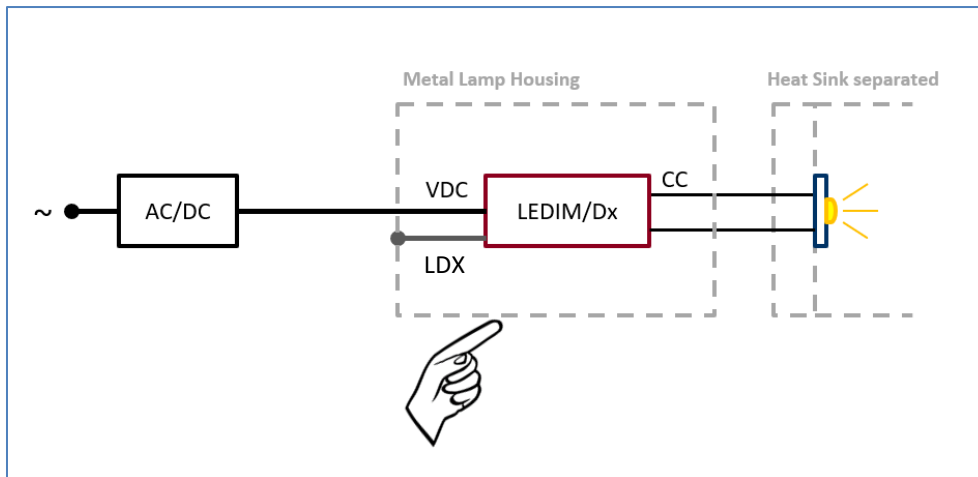 Metal Lamp Housing
Heat Sink separated
~
AC/DC
VDC
LEDIM/Dx
CC
LDX